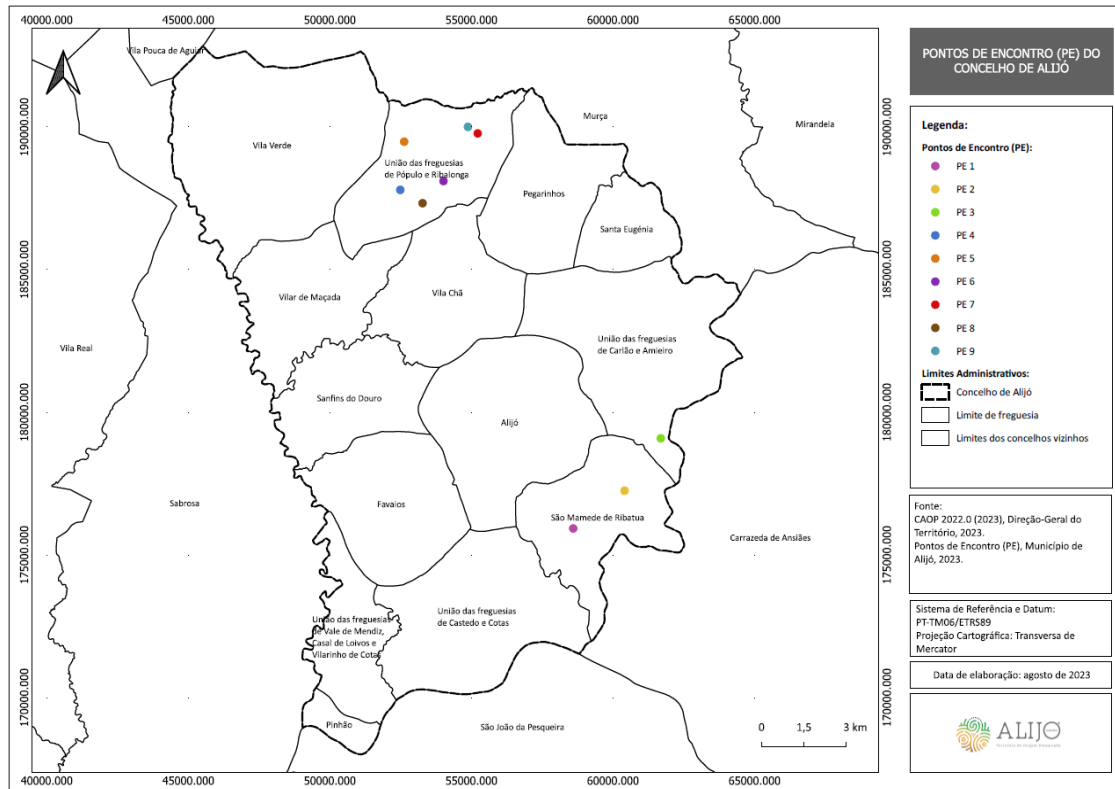 40000.000 45000.000 50000.000 55000.000 60000.000 65000.000
Vila Pouca de Aguiar
Murça
Mirandela
190000.000
190000.000
Vila Verde
União das freguesias
de Pópulo e Ribalonga
Pegarinhos
Santa Eugénia
185000.000
185000.000
Vilar de Maçada
Vila Chã
União das freguesias
de Carlão e Amieiro
Vila Real
Sanfins do Douro
180000.000
180000.000
Alijó
Sabrosa
Favaios
São Mamede de Ribatua
Carrazeda de Ansiães
175000.000
175000.000
União das freguesias
de Vale de Mendiz,
Casal de Loivos e
Vilarinho de Cotas
União das freguesias
de Castedo e Cotas
170000.000
170000.000
Pinhão
São João da Pesqueira
0 1,5 3 km
40000.000 45000.000 50000.000 55000.000 60000.000 65000.000
PONTOS DE ENCONTRO (PE) DO
CONCELHO DE ALIJÓ
Legenda:
Pontos de Encontro (PE):
PE 1
PE 2
PE 3
PE 4
PE 5
PE 6
PE 7
PE 8
PE 9
Limites Administrativos:
Concelho de Alijó
Limite de freguesia
Limites dos concelhos vizinhos
Fonte:
CAOP 2022.0 (2023), Direção-Geral do
Território, 2023.
Pontos de Encontro (PE), Município de
Alijó, 2023.
Sistema de Referência e Datum:
PT-TM06/ETRS89
Projeção Cartográfica: Transversa de
Mercator
Data de elaboração: agosto de 2023
ALIJÓ